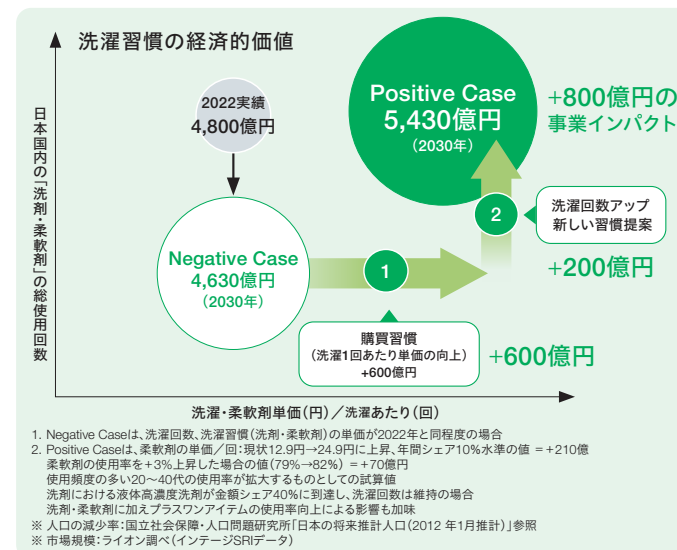 洗濯習慣の経済的価値
日本国内の「洗剤・柔軟剤」の総使用回数
2022実績
4,800億円
Positive Case
5,430億円
（2030年）
+800億円の
事業インパクト
Negative Case
4,630億円
（2030年）
1
2
洗濯回数アップ
新しい習慣提案
+200億円
購買習慣
（洗濯1回あたり単価の向上）
+600億円
+600億円
洗濯・柔軟剤単価（円）／洗濯あたり（回）
1. Negative Caseは、洗濯回数、洗濯習慣（洗剤・柔軟剤）の単価が2022年と同程度の場合
2. Positive Caseは、柔軟剤の単価／回：現状12.9円→24.9円に上昇、年間シェア10%水準の値 ＝+210億
柔軟剤の使用率を+3%上昇した場合の値（79%→82%）＝+70億円
使用頻度の多い20～40代の使用率が拡大するものとしての試算値
洗剤における液体高濃度洗剤が金額シェア40%に到達し、洗濯回数は維持の場合
洗剤・柔軟剤に加えプラスワンアイテムの使用率向上による影響も加味
※ 人口の減少率：国立社会保障・人口問題研究所「日本の将来推計人口（2012 年1月推計）」参照
※ 市場規模：ライオン調べ（インテージSRIデータ）